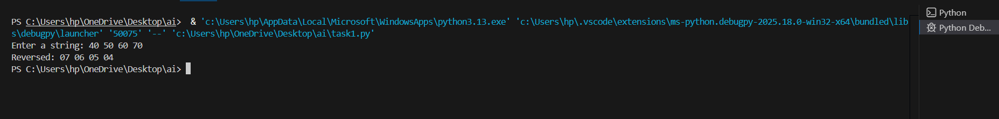 PS C:\Users\hp\OneDrive\Desktop\ai>  & 'c:\Users\hp\AppData\Local\Microsoft\WindowsApps\python3.13.exe' 'c:\Users\hp\.vscode\extensions\ms-python.debugpy-2025.18.0-win32-x64\bundled\lib
s\debugpy\launcher' '50075' '--' 'c:\Users\hp\OneDrive\Desktop\ai\task1.py'
Enter a string: 40 50 60 70
Reversed: 07 06 05 04
PS C:\Users\hp\OneDrive\Desktop\ai>
Python
Python Deb...